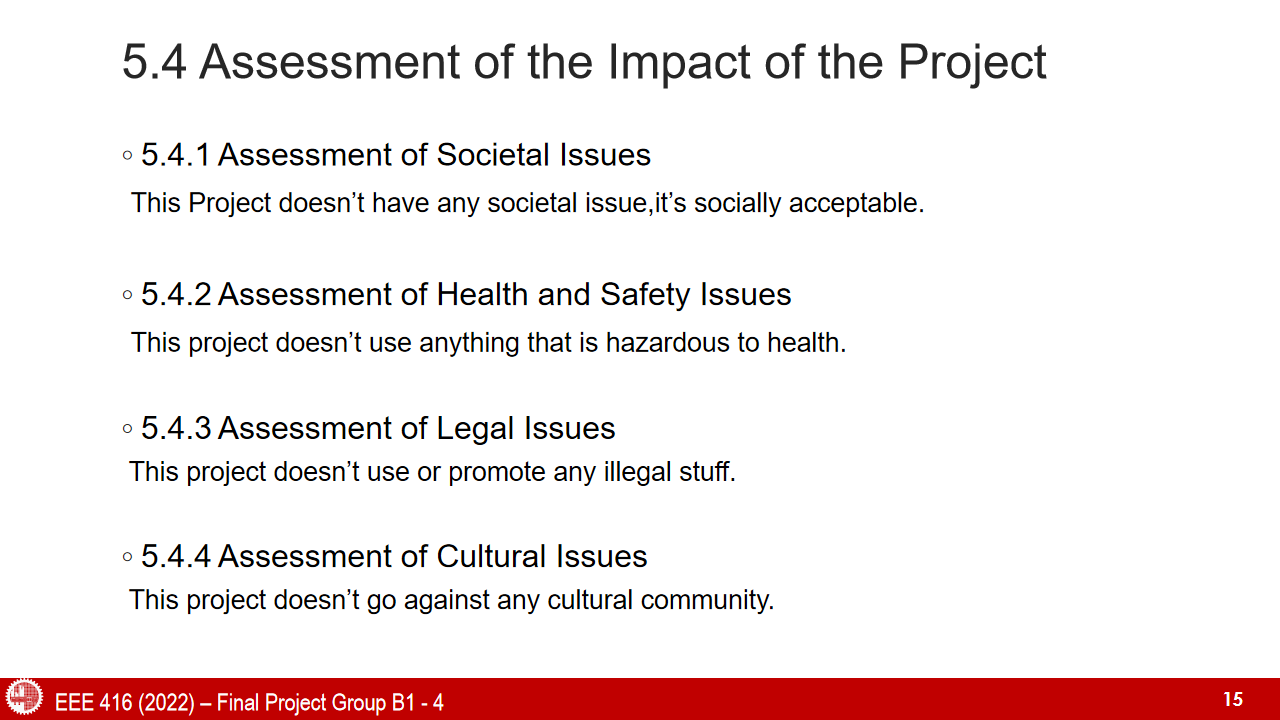 5.4 Assessment of the Impact of the Project
◦ 5.4.1 Assessment of Societal Issues
This Project doesn’t have any societal issue,it’s socially acceptable.
◦ 5.4.2 Assessment of Health and Safety Issues
This project doesn’t use anything that is hazardous to health.
◦ 5.4.3 Assessment of Legal Issues
This project doesn’t use or promote any illegal stuff.
◦ 5.4.4 Assessment of Cultural Issues
This project doesn’t go against any cultural community.
EEE 416 (2022) – Final Project Group B1 - 4
15